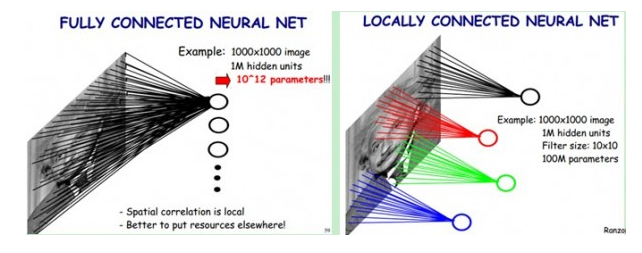 FULLY CONNECTED NEURAL NET
Example: 1000x1000 image
1M hidden units
10^12 parameters!!!
- Spatial correlation is local
- Better to put resources elsewhere!
LOCALLY CONNECTED NEURAL NET
Example: 1000x1000 image
1M hidden units
Filter size: 10x10
100M parameters
Ranzo